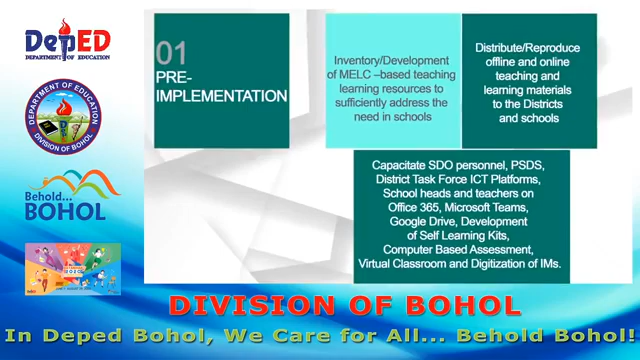 DepED
DEPARTMENT OF EDUCATION
DEPARTMENT OF EDUCATION
DIVISION OF BOHOL
Behold...
BOHOL
01
PRE-
IMPLEMENTATION
Inventory/Development
of MELC –based teaching
learning resources to
sufficiently address the
need in schools
Distribute/Reproduce
offline and online
teaching and
learning materials
to the Districts
and schools
Capacitate SDO personnel, PSDS,
District Task Force ICT Platforms,
School heads and teachers on
Office 365, Microsoft Teams,
Google Drive, Development
of Self Learning Kits,
Computer Based Assessment,
Virtual Classroom and Digitization of IMs.
DIVISION OF BOHOL
In Deped Bohol, We Care for All... Behold Bohol!